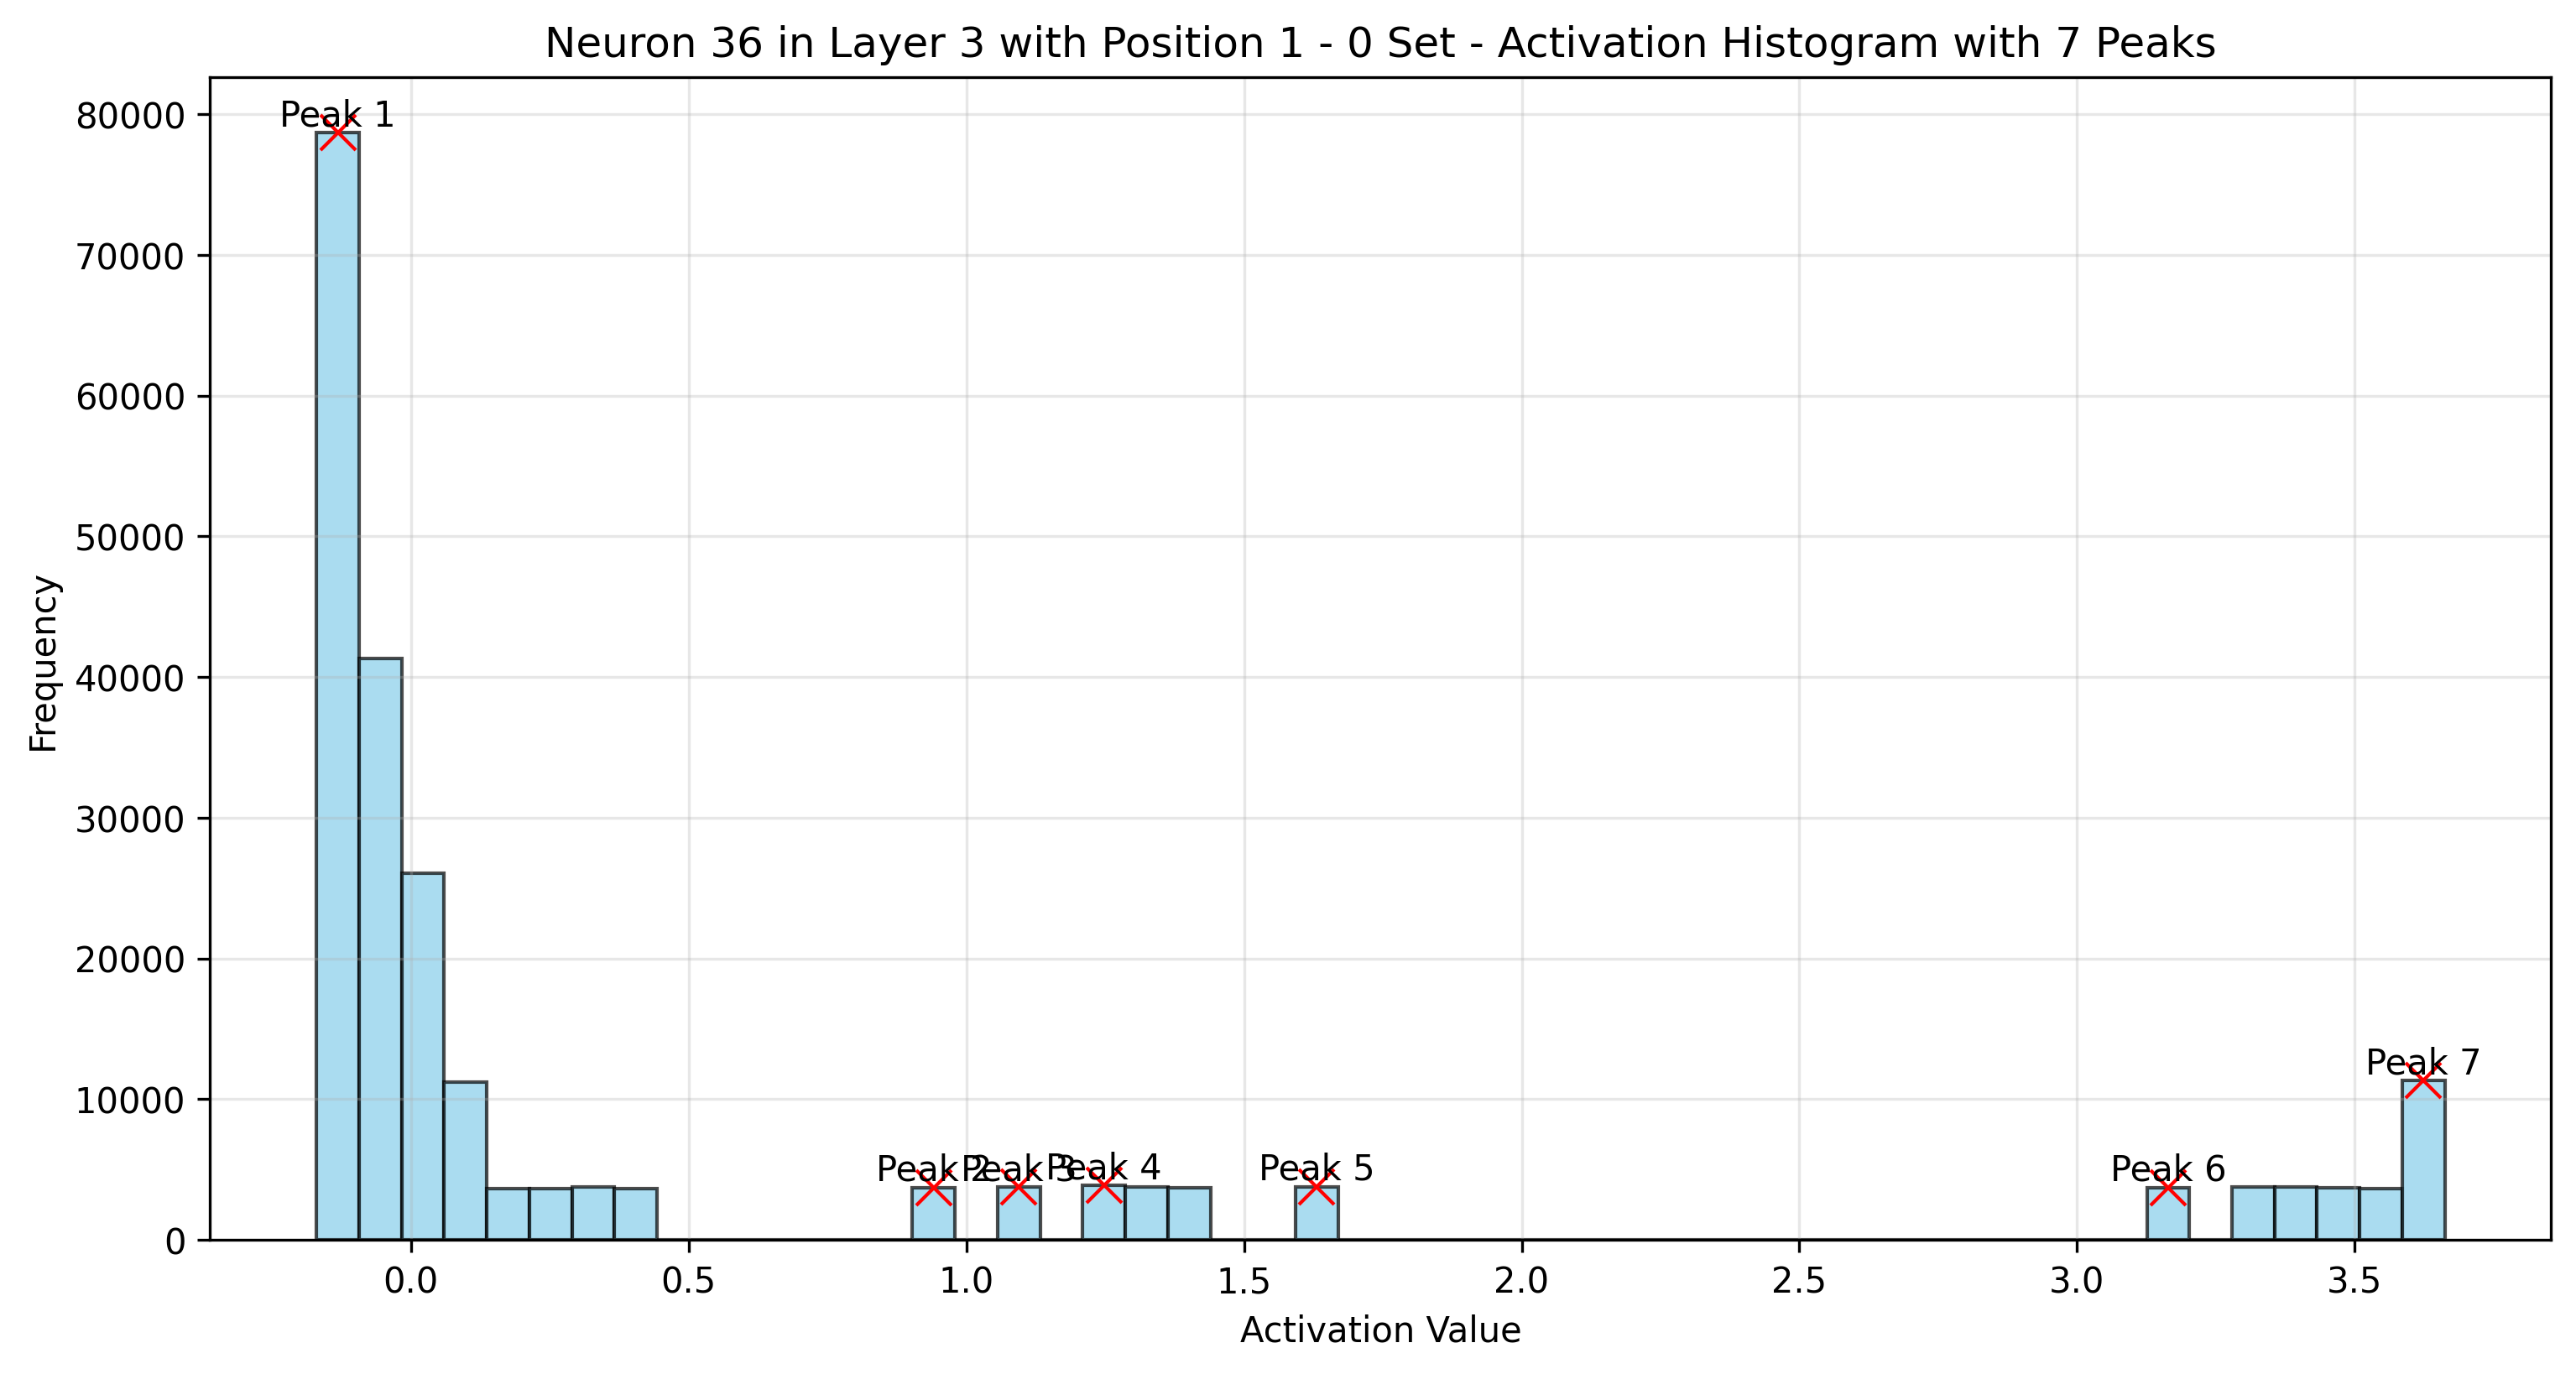 Neuron 36 in Layer 3 with Position 1 - 0 Set - Activation Histogram with 7 Peaks
80000
70000
60000
50000
40000
30000
20000
10000
0
Frequency
Peak 1
Peak 2
Peak 3
Peak 4
Peak 5
Peak 6
Peak 7
0.0 0.5 1.0 1.5 2.0 2.5 3.0 3.5
Activation Value